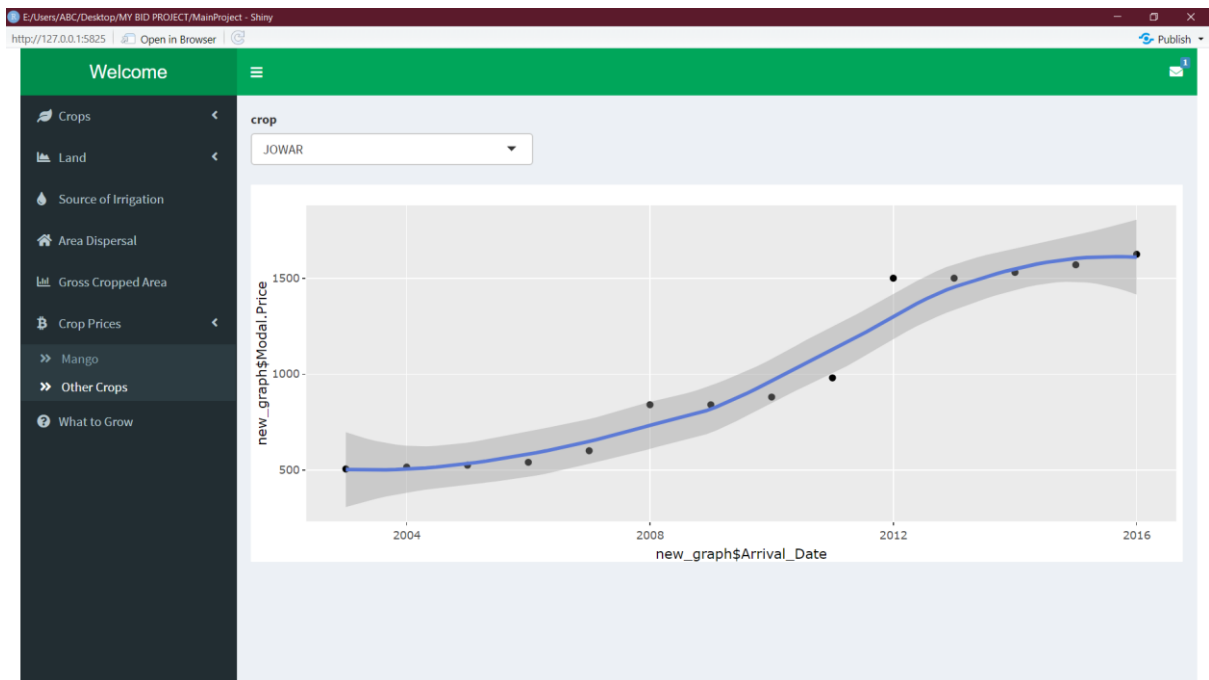 E:/Users/ABC/Desktop/MY BID PROJECT/MainProject - Shiny
http://127.0.0.1:5825 Open in Browser Publish
Welcome 1
Crops
Land
Source of Irrigation
Area Dispersal
Gross Cropped Area
Crop Prices
Mango
Other Crops
What to Grow
crop
JOWAR
new_graph$Modal.Price
1500
1000
500
2004 2008 2012 2016
new_graph$Arrival_Date